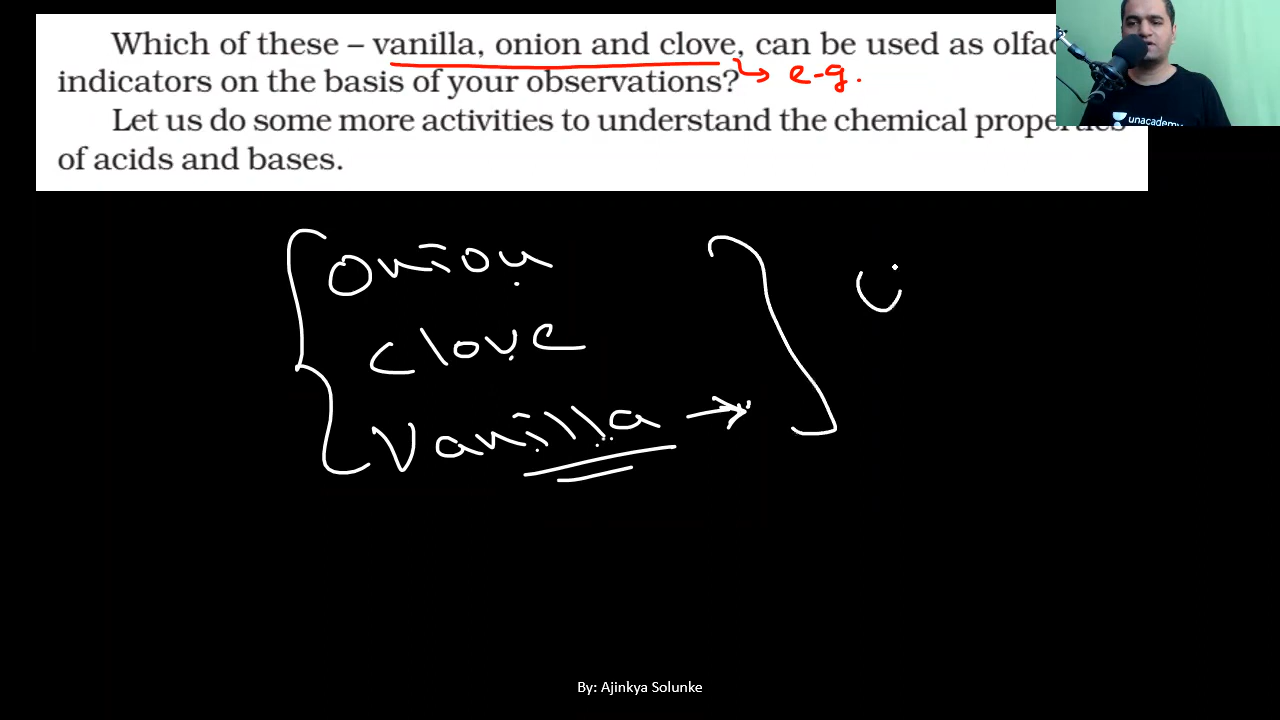 Which of these – vanilla, onion and clove, can be used as olfac
indicators on the basis of your observations? e-g.
Let us do some more activities to understand the chemical properties
of acids and bases.
unacademy
onion
clove
Vanilla →
By: Ajinkya Solunke